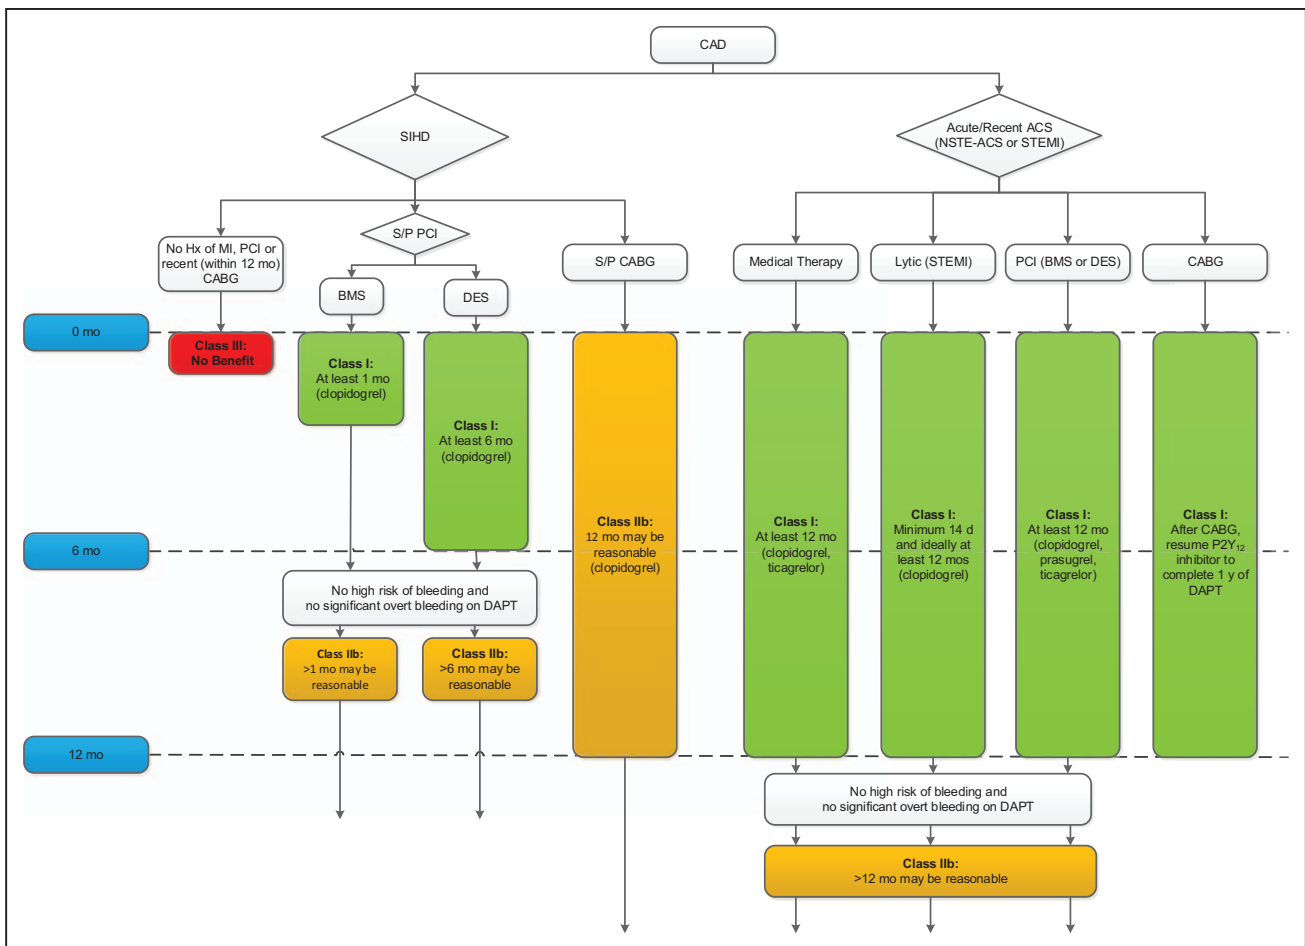 CAD
SIHD
Acute/Recent ACS
(NSTE-ACS or STEMI)
No Hx of MI, PCI or
recent (within 12 mo)
CABG
S/P PCI
S/P CABG
Medical Therapy
Lytic (STEMI)
PCI (BMS or DES)
CABG
BMS
DES
0 mo
Class III:
No Benefit
Class I:
At least 1 mo
(clopidogrel)
Class I:
At least 6 mo
(clopidogrel)
Class IIb:
12 mo may be
reasonable
(clopidogrel)
Class I:
At least 12 mo
(clopidogrel,
ticagrelor)
Class I:
Minimum 14 d
and ideally at
least 12 mos
(clopidogrel)
Class I:
At least 12 mo
(clopidogrel,
prasugrel,
ticagrelor)
Class I:
After CABG,
resume P2Y₁₂
inhibitor to
complete 1 y of
DAPT
6 mo
No high risk of bleeding and
no significant overt bleeding on DAPT
Class IIb:
>1 mo may be
reasonable
Class IIb:
>6 mo may be
reasonable
12 mo
No high risk of bleeding and
no significant overt bleeding on DAPT
Class IIb:
>12 mo may be reasonable